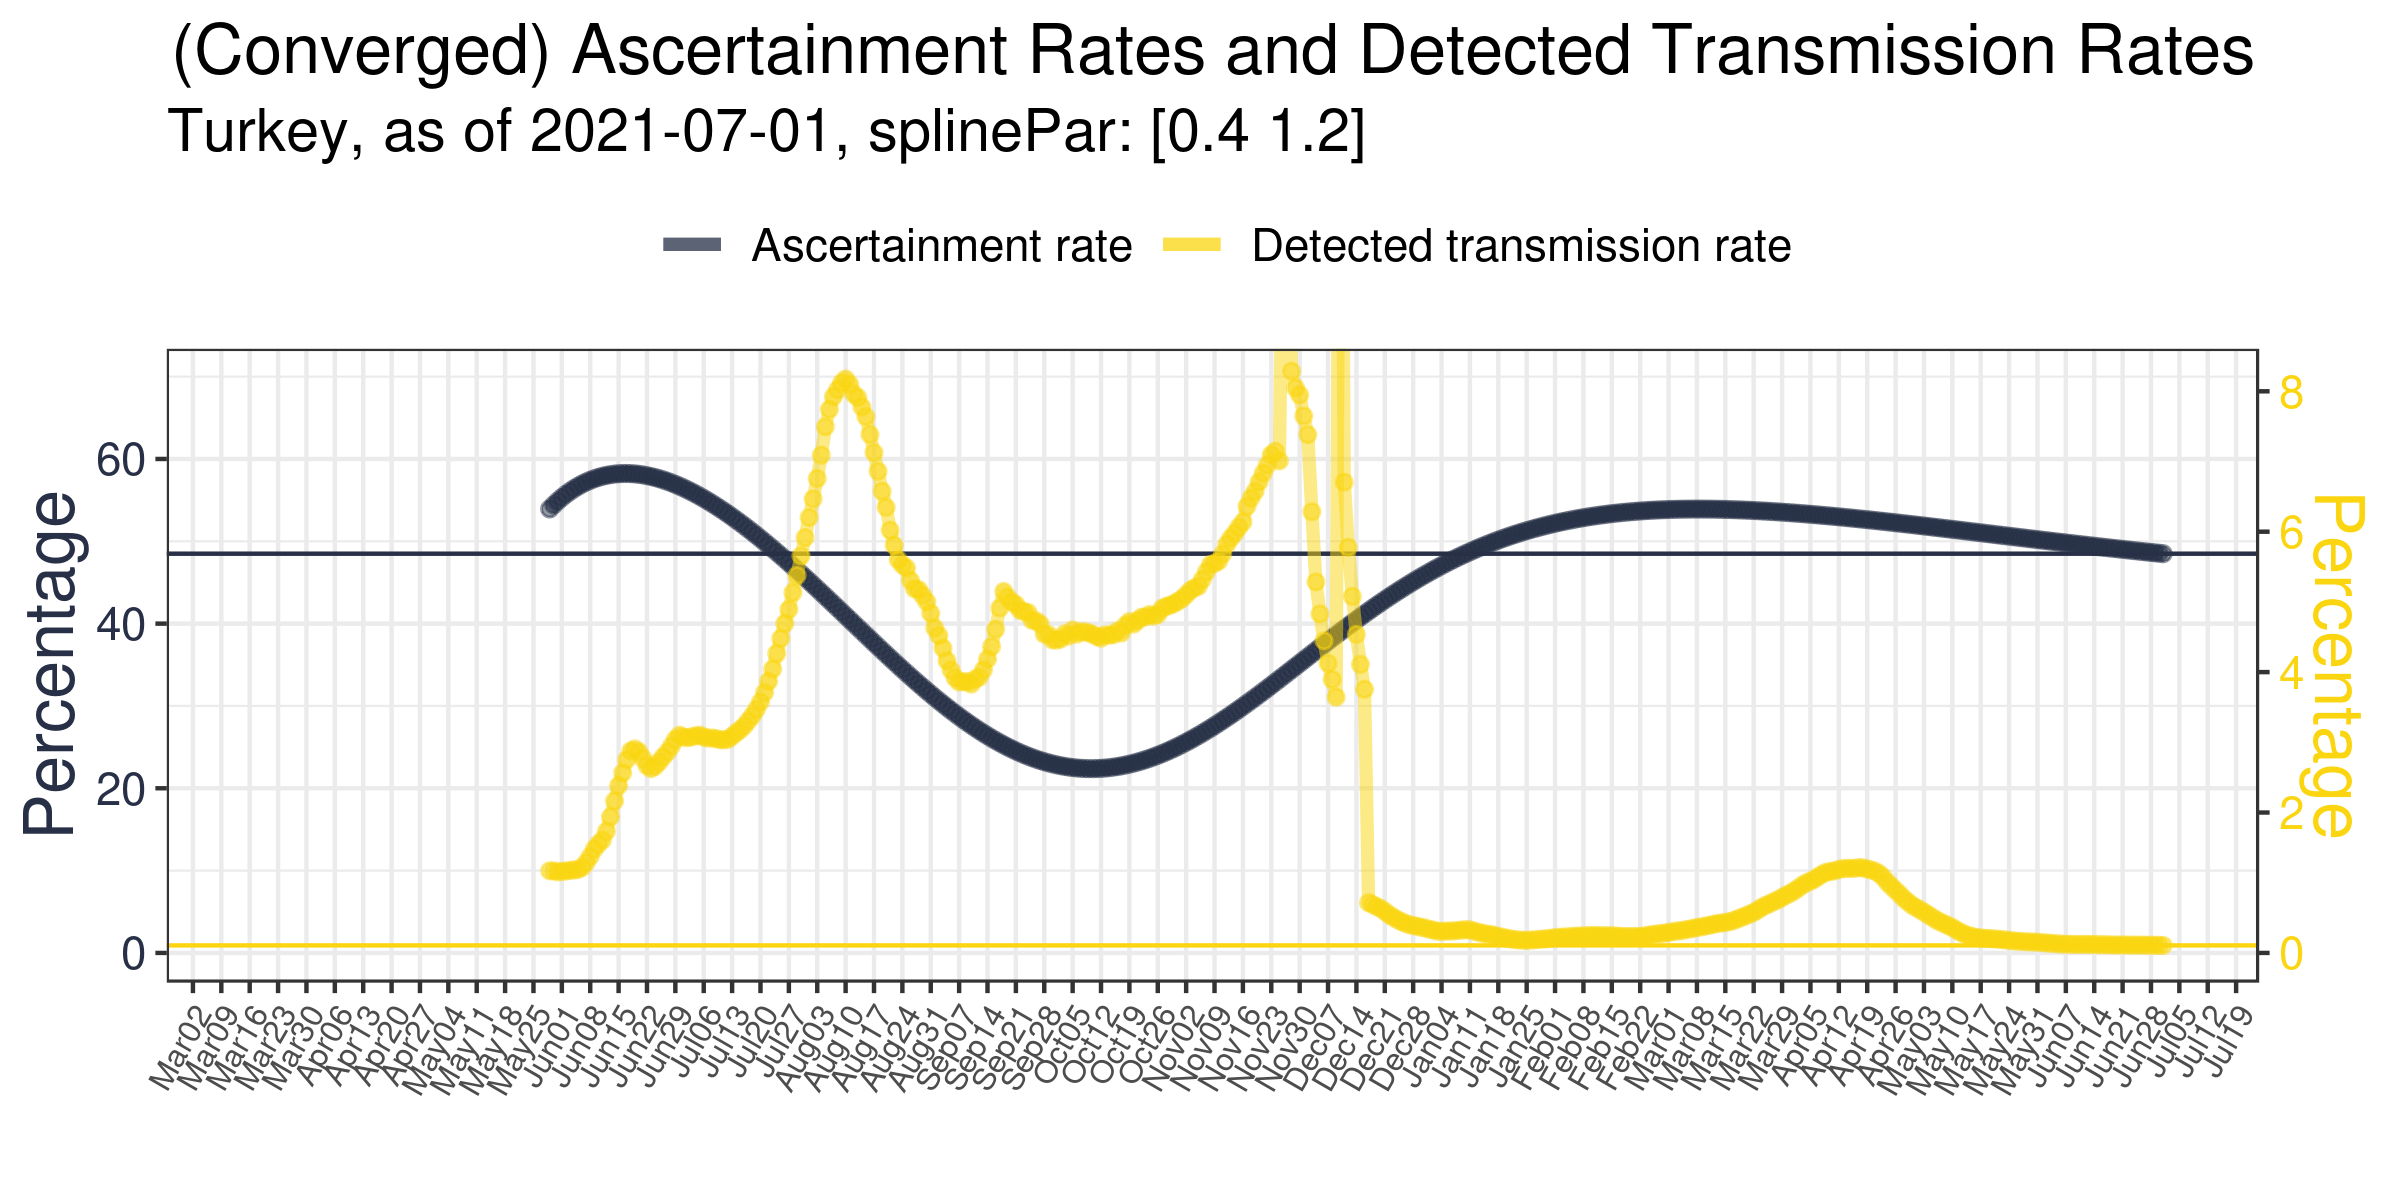 (Converged) Ascertainment Rates and Detected Transmission Rates
Turkey, as of 2021-07-01, splinePar: [0.4 1.2]
Ascertainment rate
Detected transmission rate
Percentage
60
40
20
0
8
6
4
2
0
Percentage
Mar02
Mar09
Mar16
Mar23
Mar30
Apr06
Apr13
Apr20
Apr27
May04
May11
May18
May25
Jun01
Jun08
Jun15
Jun22
Jun29
Jul06
Jul13
Jul20
Jul27
Aug03
Aug10
Aug17
Aug24
Aug31
Sep07
Sep14
Sep21
Sep28
Oct05
Oct12
Oct19
Oct26
Nov02
Nov09
Nov16
Nov23
Nov30
Dec07
Dec14
Dec21
Dec28
Jan04
Jan11
Jan18
Jan25
Feb01
Feb08
Feb15
Feb22
Mar01
Mar08
Mar15
Mar22
Mar29
Apr05
Apr12
Apr19
Apr26
May03
May10
May17
May24
May31
Jun07
Jun14
Jun21
Jun28
Jul05
Jul12
Jul19